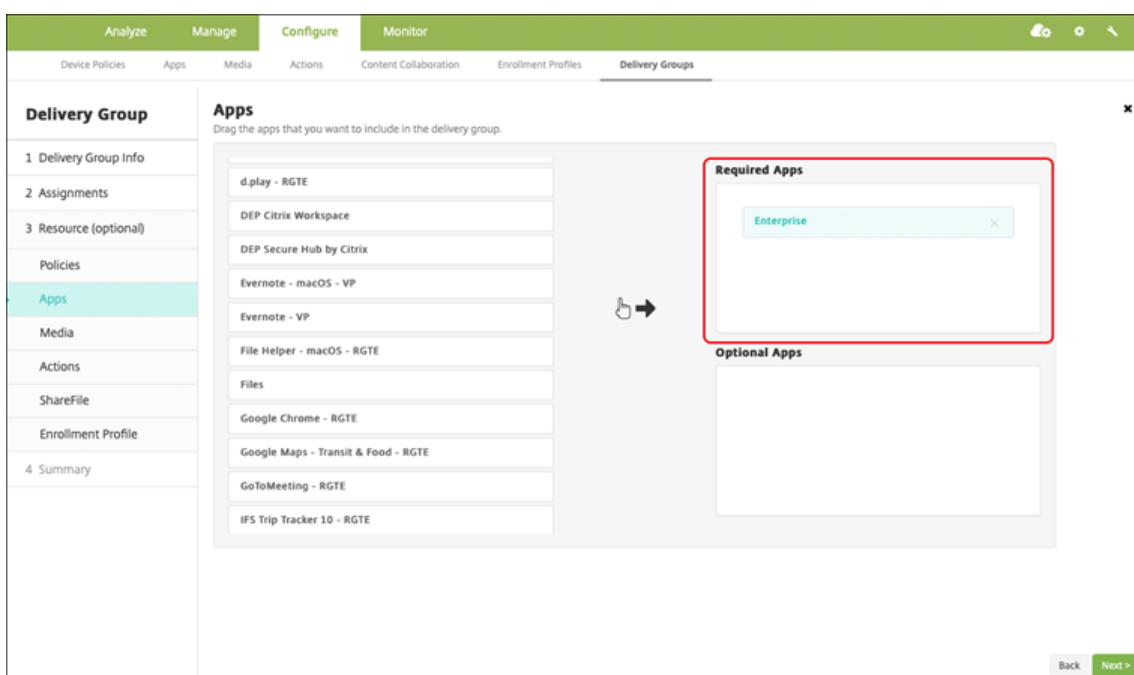 Analyze Manage Configure Monitor
Device Policies Apps Media Actions Content Collaboration Enrollment Profiles Delivery Groups
Delivery Group
1 Delivery Group Info
2 Assignments
3 Resource (optional)
Policies
Apps
Media
Actions
ShareFile
Enrollment Profile
4 Summary
Apps
Drag the apps that you want to include in the delivery group.
d.play - RGTE
DEP Citrix Workspace
DEP Secure Hub by Citrix
Evernote - macOS - VP
Evernote - VP
File Helper - macOS - RGTE
Files
Google Chrome - RGTE
Google Maps - Transit & Food - RGTE
GoToMeeting - RGTE
IFS Trip Tracker 10 - RGTE
Required Apps
Enterprise
Optional Apps
Back Next >